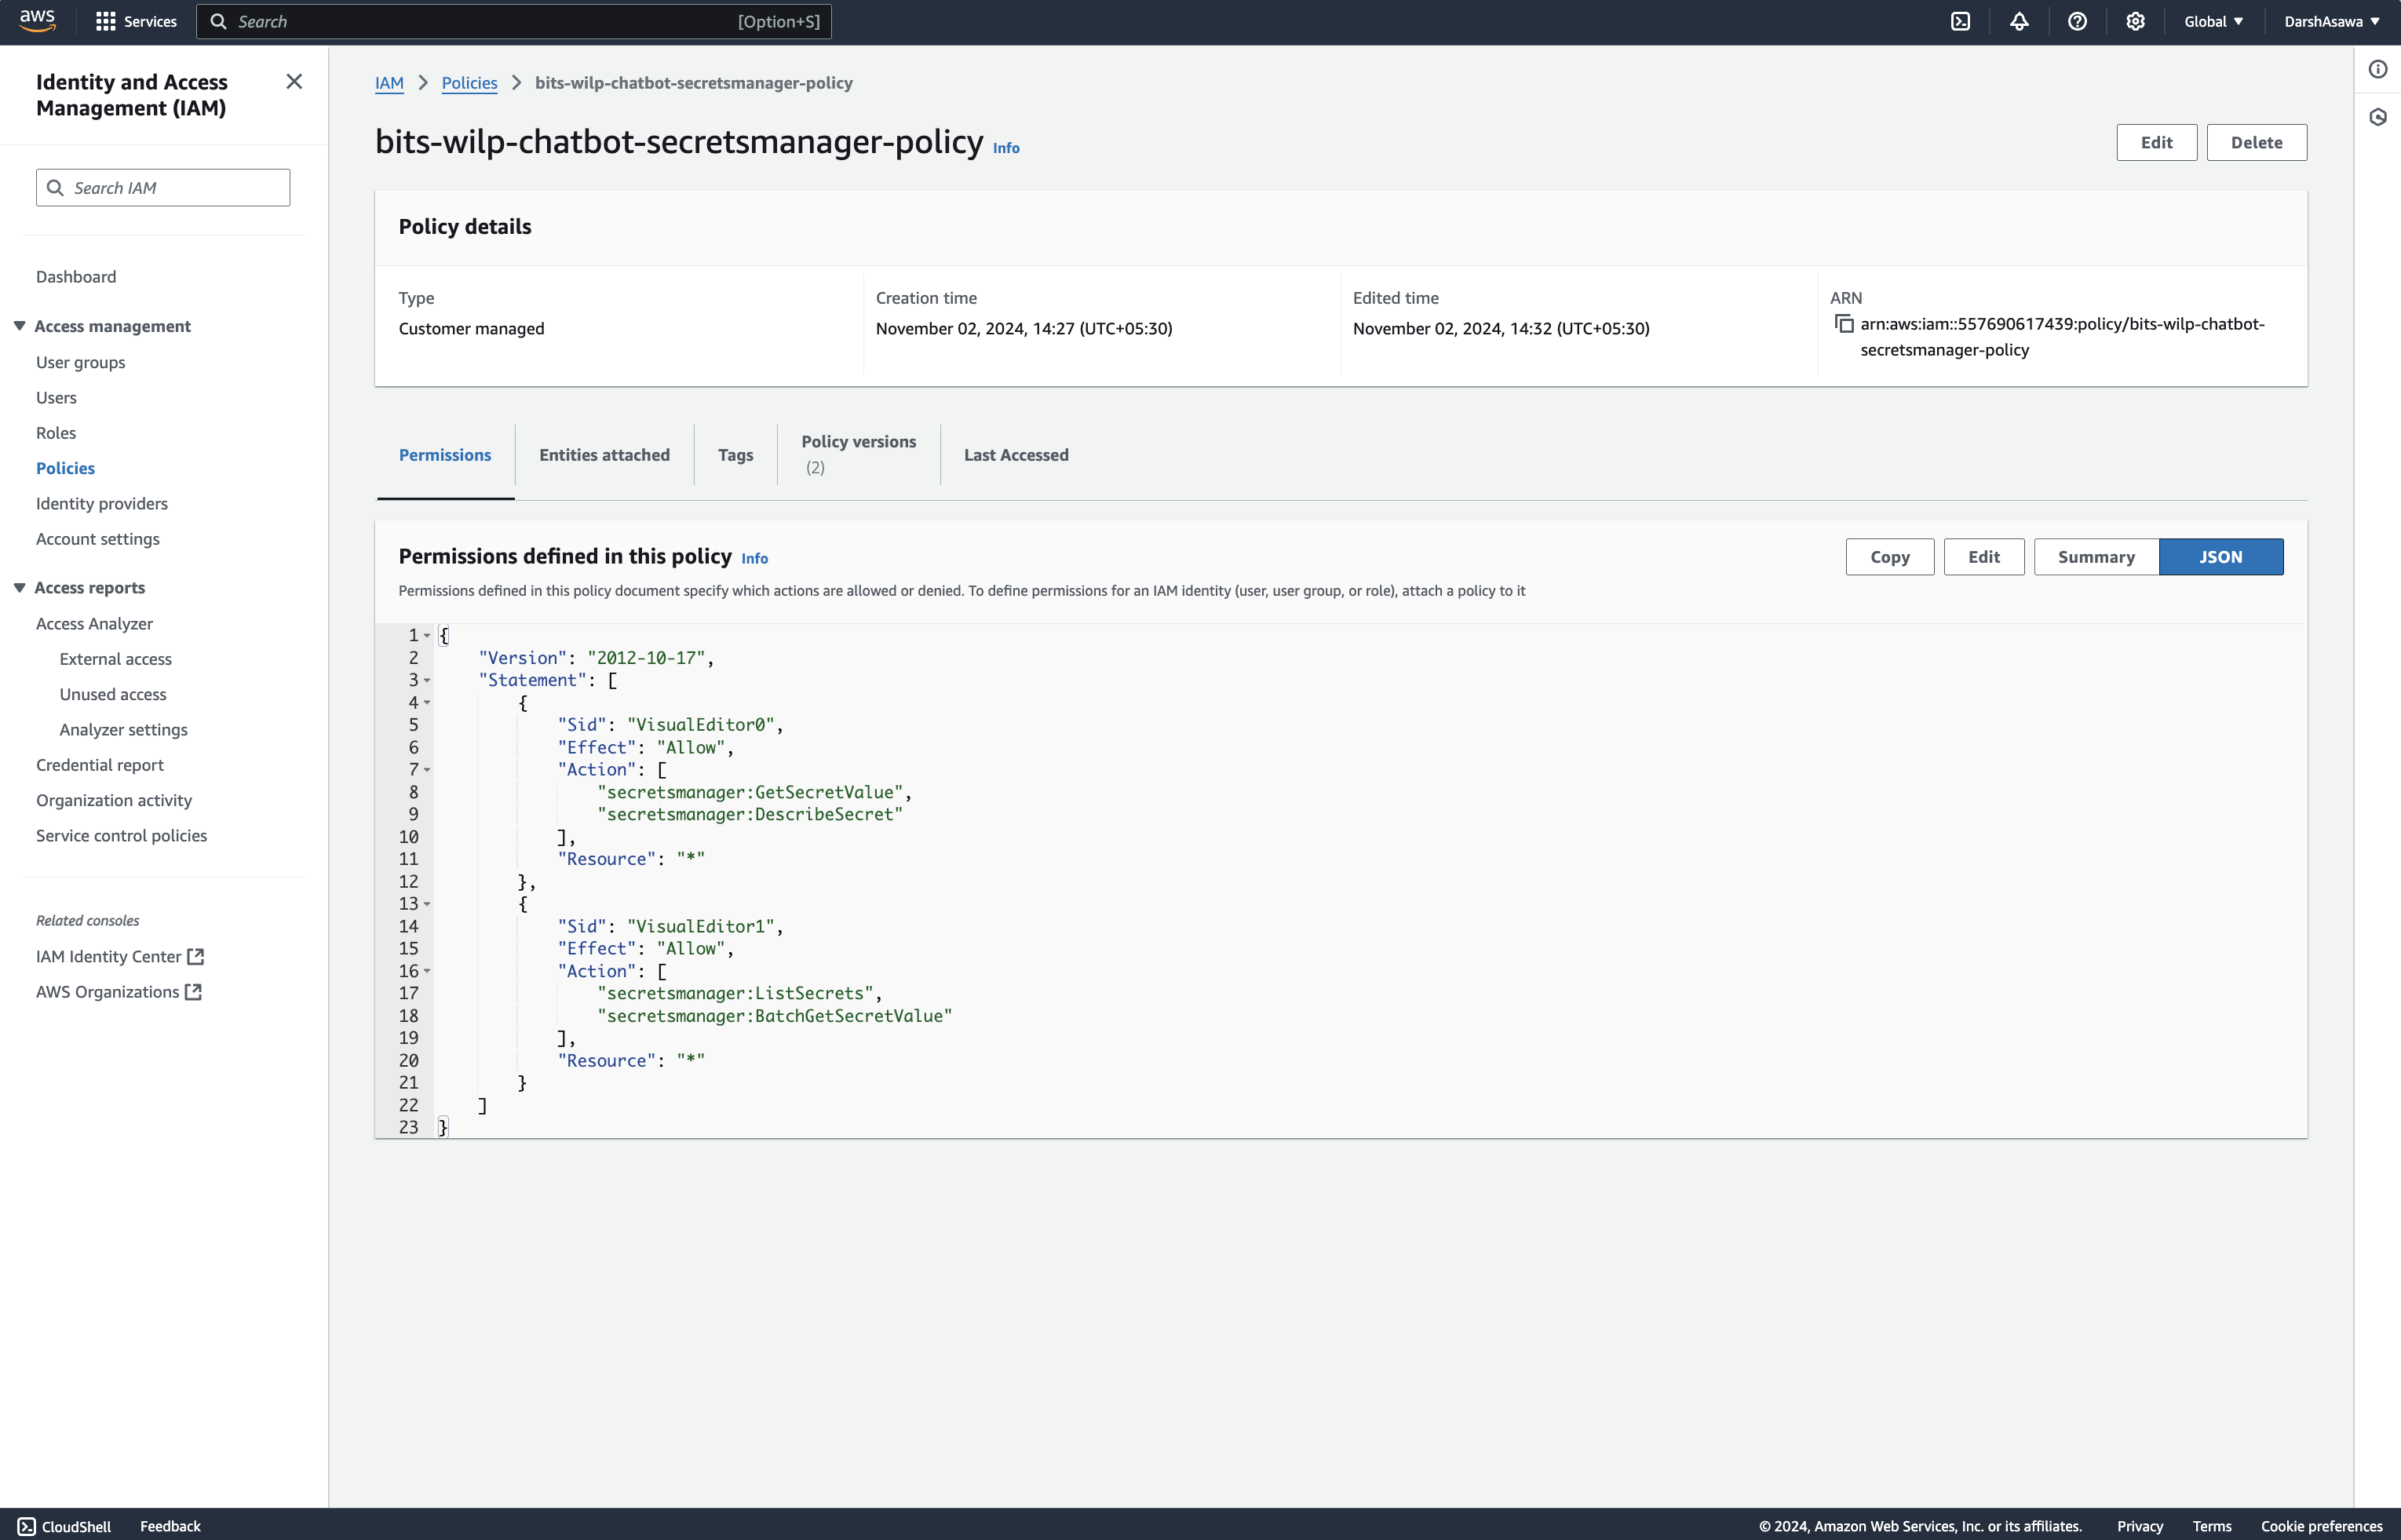 aws
Services
Search [Option+S]
Global
DarshAsawa
Identity and Access
Management (IAM)
Search IAM
Dashboard
Access management
User groups
Users
Roles
Policies
Identity providers
Account settings
Access reports
Access Analyzer
External access
Unused access
Analyzer settings
Credential report
Organization activity
Service control policies
Related consoles
IAM Identity Center
AWS Organizations
IAM > Policies > bits-wilp-chatbot-secretsmanager-policy
bits-wilp-chatbot-secretsmanager-policy Info
Edit
Delete
Policy details
Type
Customer managed
Creation time
November 02, 2024, 14:27 (UTC+05:30)
Edited time
November 02, 2024, 14:32 (UTC+05:30)
ARN
arn:aws:iam::557690617439:policy/bits-wilp-chatbot-
secretsmanager-policy
Permissions
Entities attached
Tags
Policy versions
(2)
Last Accessed
Permissions defined in this policy Info
Copy
Edit
Summary
JSON
Permissions defined in this policy document specify which actions are allowed or denied. To define permissions for an IAM identity (user, user group, or role), attach a policy to it
1 {
2     "Version": "2012-10-17",
3     "Statement": [
4         {
5             "Sid": "VisualEditor0",
6             "Effect": "Allow",
7             "Action": [
8                 "secretsmanager:GetSecretValue",
9                 "secretsmanager:DescribeSecret"
10             ],
11             "Resource": "*"
12         },
13         {
14             "Sid": "VisualEditor1",
15             "Effect": "Allow",
16             "Action": [
17                 "secretsmanager:ListSecrets",
18                 "secretsmanager:BatchGetSecretValue"
19             ],
20             "Resource": "*"
21         }
22     ]
23 }
CloudShell
Feedback
© 2024, Amazon Web Services, Inc. or its affiliates.
Privacy
Terms
Cookie preferences